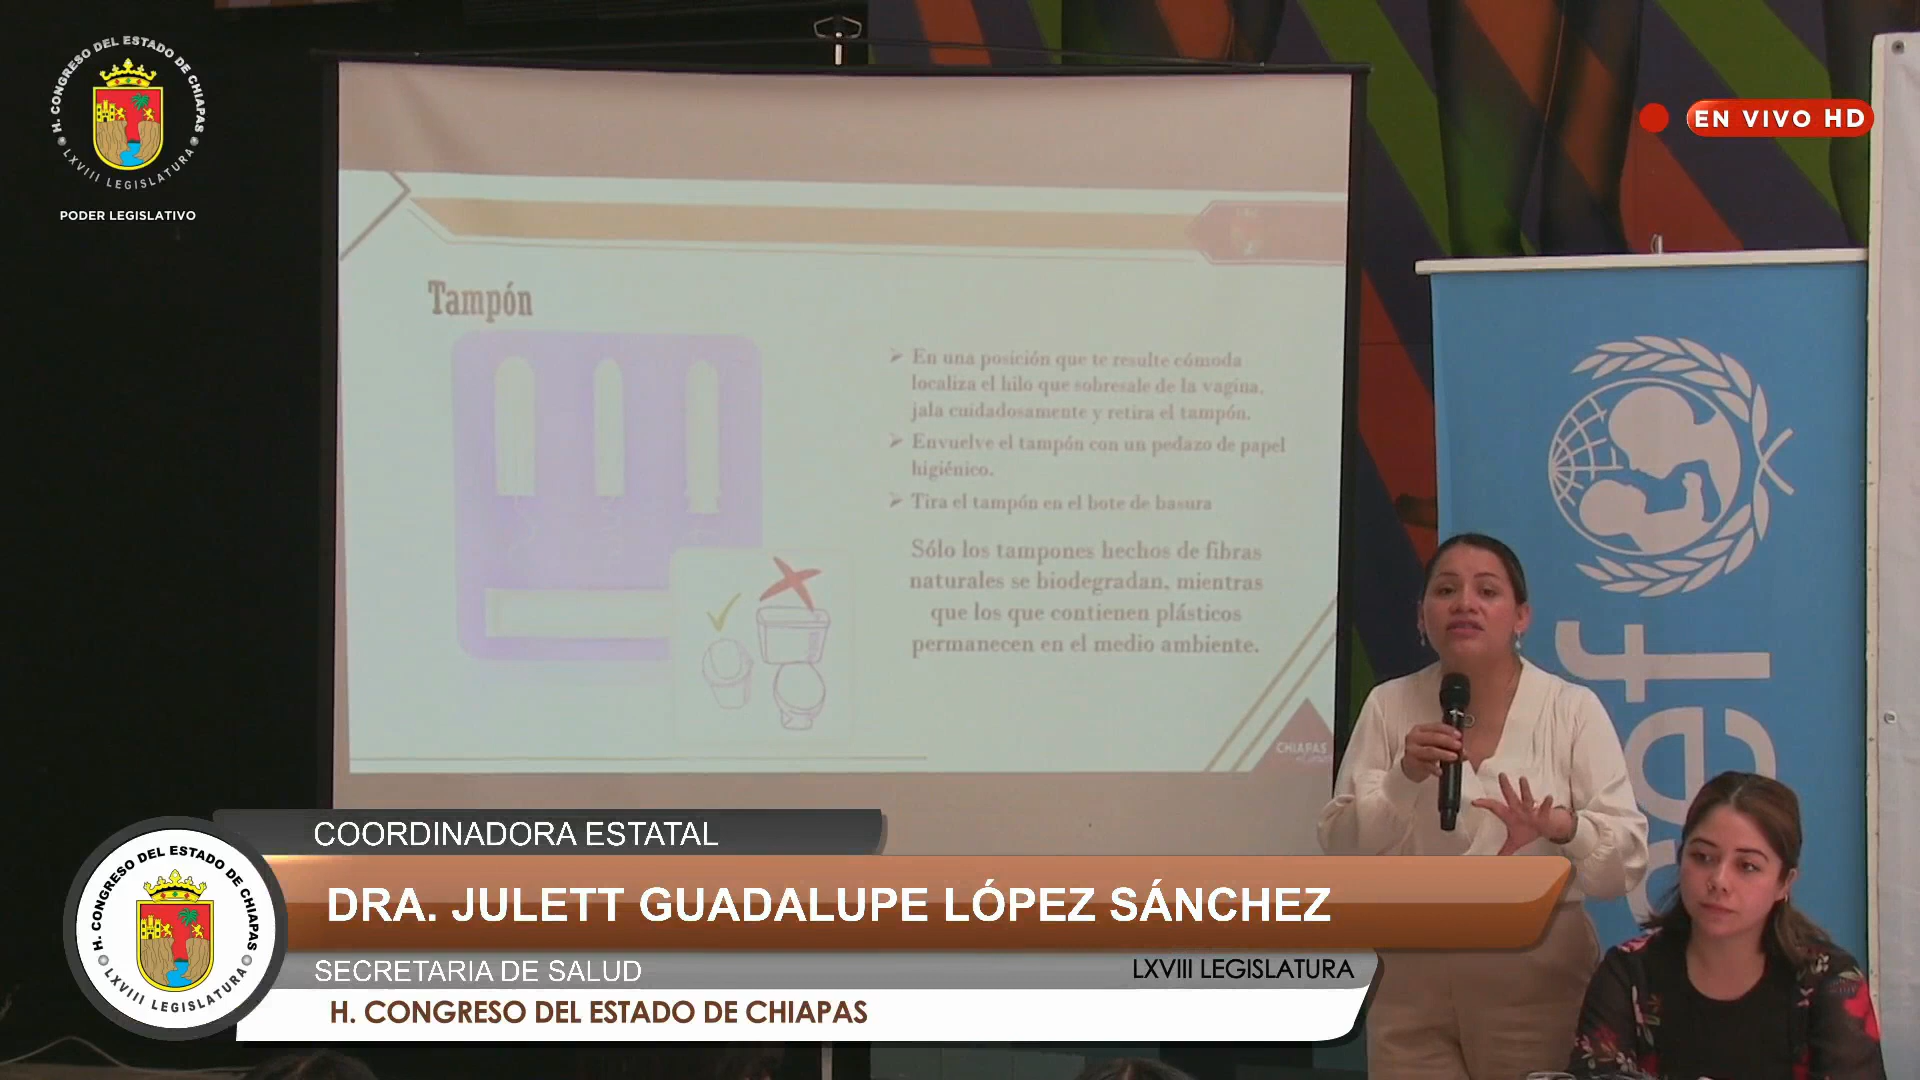 H. CONGRESO DEL ESTADO DE CHIAPAS
LXVIII LEGISLATURA
PODER LEGISLATIVO
EN VIVO HD
Tampón
➢ En una posición que te resulte cómoda
localiza el hilo que sobresale de la vagina,
jala cuidadosamente y retira el tampón.
➢ Envuelve el tampón con un pedazo de papel
higiénico.
➢ Tira el tampón en el bote de basura
Sólo los tampones hechos de fibras
naturales se biodegradan, mientras
que los que contienen plásticos
permanecen en el medio ambiente.
CHIAPAS
cef
COORDINADORA ESTATAL
DRA. JULETT GUADALUPE LÓPEZ SÁNCHEZ
SECRETARIA DE SALUD
LXVIII LEGISLATURA
H. CONGRESO DEL ESTADO DE CHIAPAS
H. CONGRESO DEL ESTADO DE CHIAPAS
LXVIII LEGISLATURA